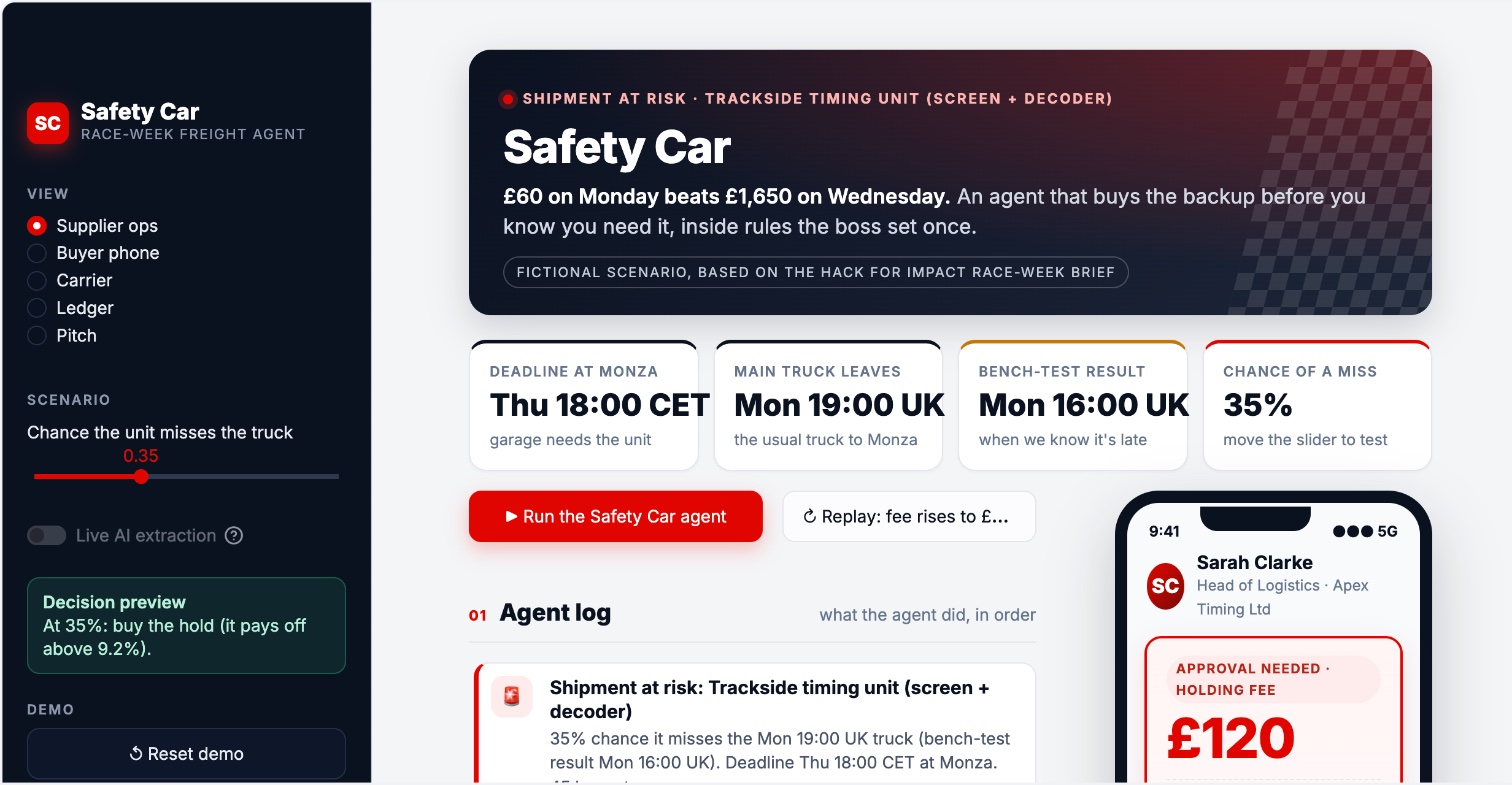 SC
Safety Car
RACE-WEEK FREIGHT AGENT
VIEW
Supplier ops
Buyer phone
Carrier
Ledger
Pitch
SCENARIO
Chance the unit misses the truck
0.35
Live AI extraction ?
Decision preview
At 35%: buy the hold (it pays off
above 9.2%).
DEMO
Reset demo
SHIPMENT AT RISK · TRACKSIDE TIMING UNIT (SCREEN + DECODER)
Safety Car
£60 on Monday beats £1,650 on Wednesday. An agent that buys the backup before you
know you need it, inside rules the boss set once.
FICTIONAL SCENARIO, BASED ON THE HACK FOR IMPACT RACE-WEEK BRIEF
DEADLINE AT MONZA
Thu 18:00 CET
garage needs the unit
MAIN TRUCK LEAVES
Mon 19:00 UK
the usual truck to Monza
BENCH-TEST RESULT
Mon 16:00 UK
when we know it's late
CHANCE OF A MISS
35%
move the slider to test
Run the Safety Car agent
Replay: fee rises to £...
01 Agent log
what the agent did, in order
Shipment at risk: Trackside timing unit (screen +
decoder)
35% chance it misses the Mon 19:00 UK truck (bench-test
result Mon 16:00 UK). Deadline Thu 18:00 CET at Monza.
9:41
5G
SC
Sarah Clarke
Head of Logistics · Apex
Timing Ltd
APPROVAL NEEDED ·
HOLDING FEE
£120